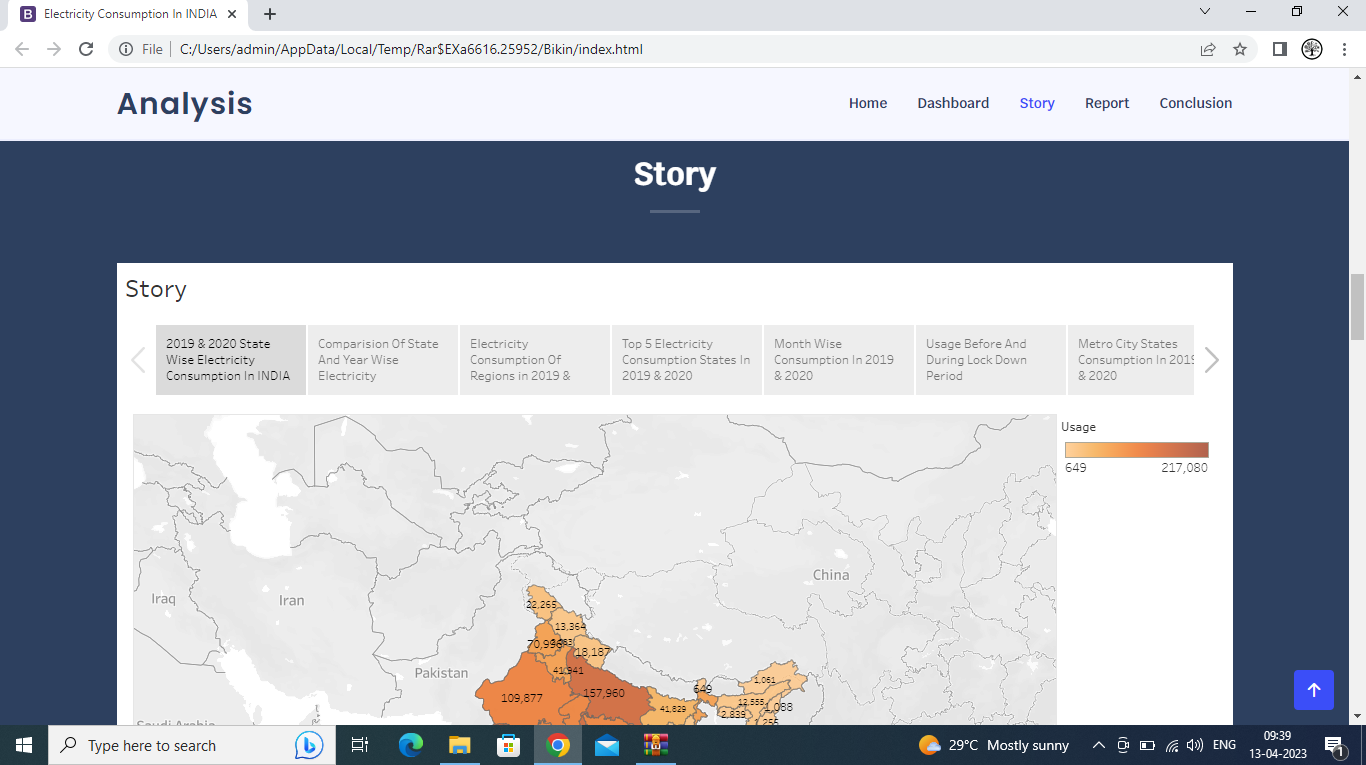 Electricity Consumption In INDIA
File
C:/Users/admin/AppData/Local/Temp/Rar$EXa6616.25952/Bikin/index.html
Analysis
Home Dashboard Story Report Conclusion
Story
Story
2019 & 2020 State
Wise Electricity
Consumption In INDIA
Comparision Of State
And Year Wise
Electricity
Electricity
Consumption Of
Regions in 2019 &
Top 5 Electricity
Consumption States In
2019 & 2020
Month Wise
Consumption In 2019
& 2020
Usage Before And
During Lock Down
Period
Metro City States
Consumption In 2019
& 2020
Usage
649 217,080
China
Iraq
Iran
22,265
13,364
70,996
18,187
Pakistan
41,941
109,877
157,960
649
1,061
41,829
12,555
2,839
1,088
1,256
Saudi Arabia
Type here to search
29°C Mostly sunny
ENG
09:39
13-04-2023
1